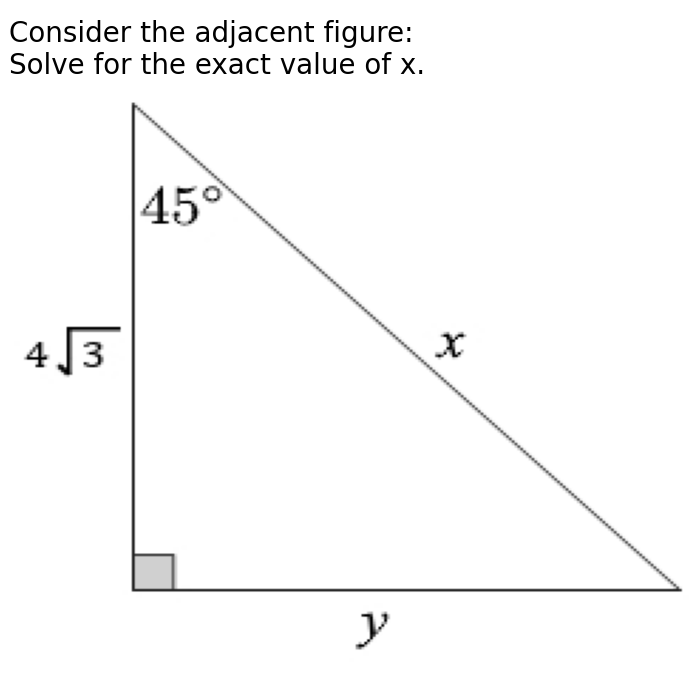 Consider the adjacent figure:
Solve for the exact value of x.
45°
4√3
x
y